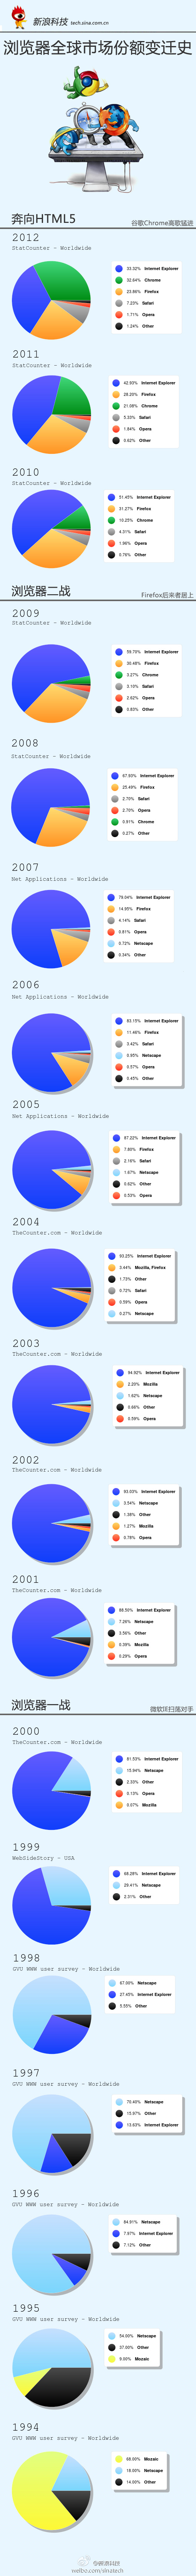 新浪科技 tech.sina.com.cn
浏览器全球市场份额变迁史
奔向HTML5
谷歌Chrome高歌猛进
2012
StatCounter - Worldwide
33.32% Internet Explorer
32.64% Chrome
23.86% Firefox
7.23% Safari
1.71% Opera
1.24% Other
2011
StatCounter - Worldwide
42.93% Internet Explorer
28.20% Firefox
21.08% Chrome
5.33% Safari
1.84% Opera
0.62% Other
2010
StatCounter - Worldwide
51.45% Internet Explorer
31.27% Firefox
10.25% Chrome
4.31% Safari
1.96% Opera
0.76% Other
浏览器二战
Firefox后来者居上
2009
StatCounter - Worldwide
59.70% Internet Explorer
30.48% Firefox
3.27% Chrome
3.10% Safari
2.62% Opera
0.83% Other
2008
StatCounter - Worldwide
67.93% Internet Explorer
25.49% Firefox
2.70% Safari
2.70% Opera
0.91% Chrome
0.27% Other
2007
Net Applications - Worldwide
79.04% Internet Explorer
14.95% Firefox
4.14% Safari
0.81% Opera
0.72% Netscape
0.34% Other
2006
Net Applications - Worldwide
83.15% Internet Explorer
11.46% Firefox
3.42% Safari
0.95% Netscape
0.57% Opera
0.45% Other
2005
Net Applications - Worldwide
87.22% Internet Explorer
7.80% Firefox
2.16% Safari
1.67% Netscape
0.62% Other
0.53% Opera
2004
TheCounter.com - Worldwide
93.25% Internet Explorer
3.44% Mozilla, Firefox
1.73% Other
0.72% Safari
0.59% Opera
0.27% Netscape
2003
TheCounter.com - Worldwide
94.92% Internet Explorer
2.20% Mozilla
1.62% Netscape
0.68% Other
0.59% Opera
2002
TheCounter.com - Worldwide
93.03% Internet Explorer
3.54% Netscape
1.38% Other
1.27% Mozilla
0.78% Opera
2001
TheCounter.com - Worldwide
88.50% Internet Explorer
7.26% Netscape
3.56% Other
0.39% Mozilla
0.29% Opera
浏览器一战
微软IE扫荡对手
2000
TheCounter.com - Worldwide
81.53% Internet Explorer
15.94% Netscape
2.33% Other
0.13% Opera
0.07% Mozilla
1999
WebSideStory - USA
68.28% Internet Explorer
29.41% Netscape
2.31% Other
1998
GVU WWW user survey - Worldwide
67.00% Netscape
27.45% Internet Explorer
5.55% Other
1997
GVU WWW user survey - Worldwide
70.40% Netscape
15.97% Other
13.63% Internet Explorer
1996
GVU WWW user survey - Worldwide
84.91% Netscape
7.97% Internet Explorer
7.12% Other
1995
GVU WWW user survey - Worldwide
54.00% Netscape
37.00% Other
9.00% Mozaic
1994
GVU WWW user survey - Worldwide
68.00% Mozaic
18.00% Netscape
14.00% Other
@新浪科技
weibo.com/sinatech